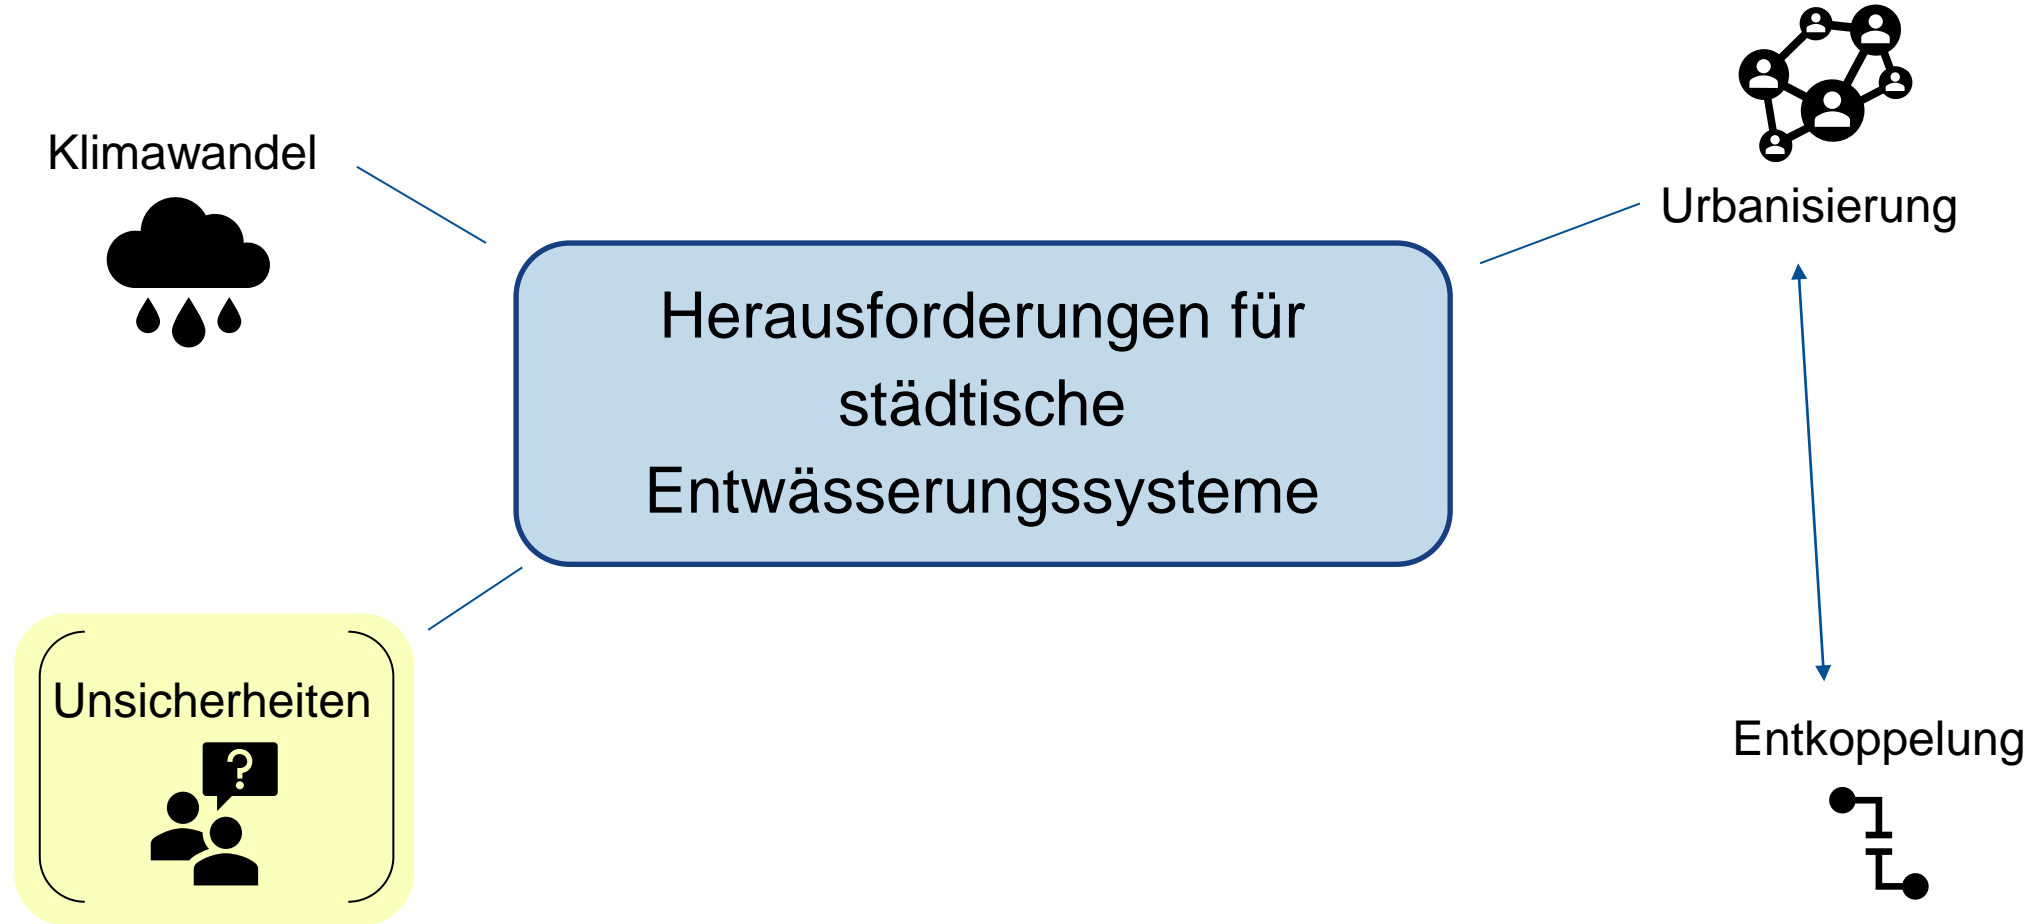 Klimawandel
Urbanisierung
Herausforderungen für
städtische
Entwässerungssysteme
Unsicherheiten
?
Entkoppelung